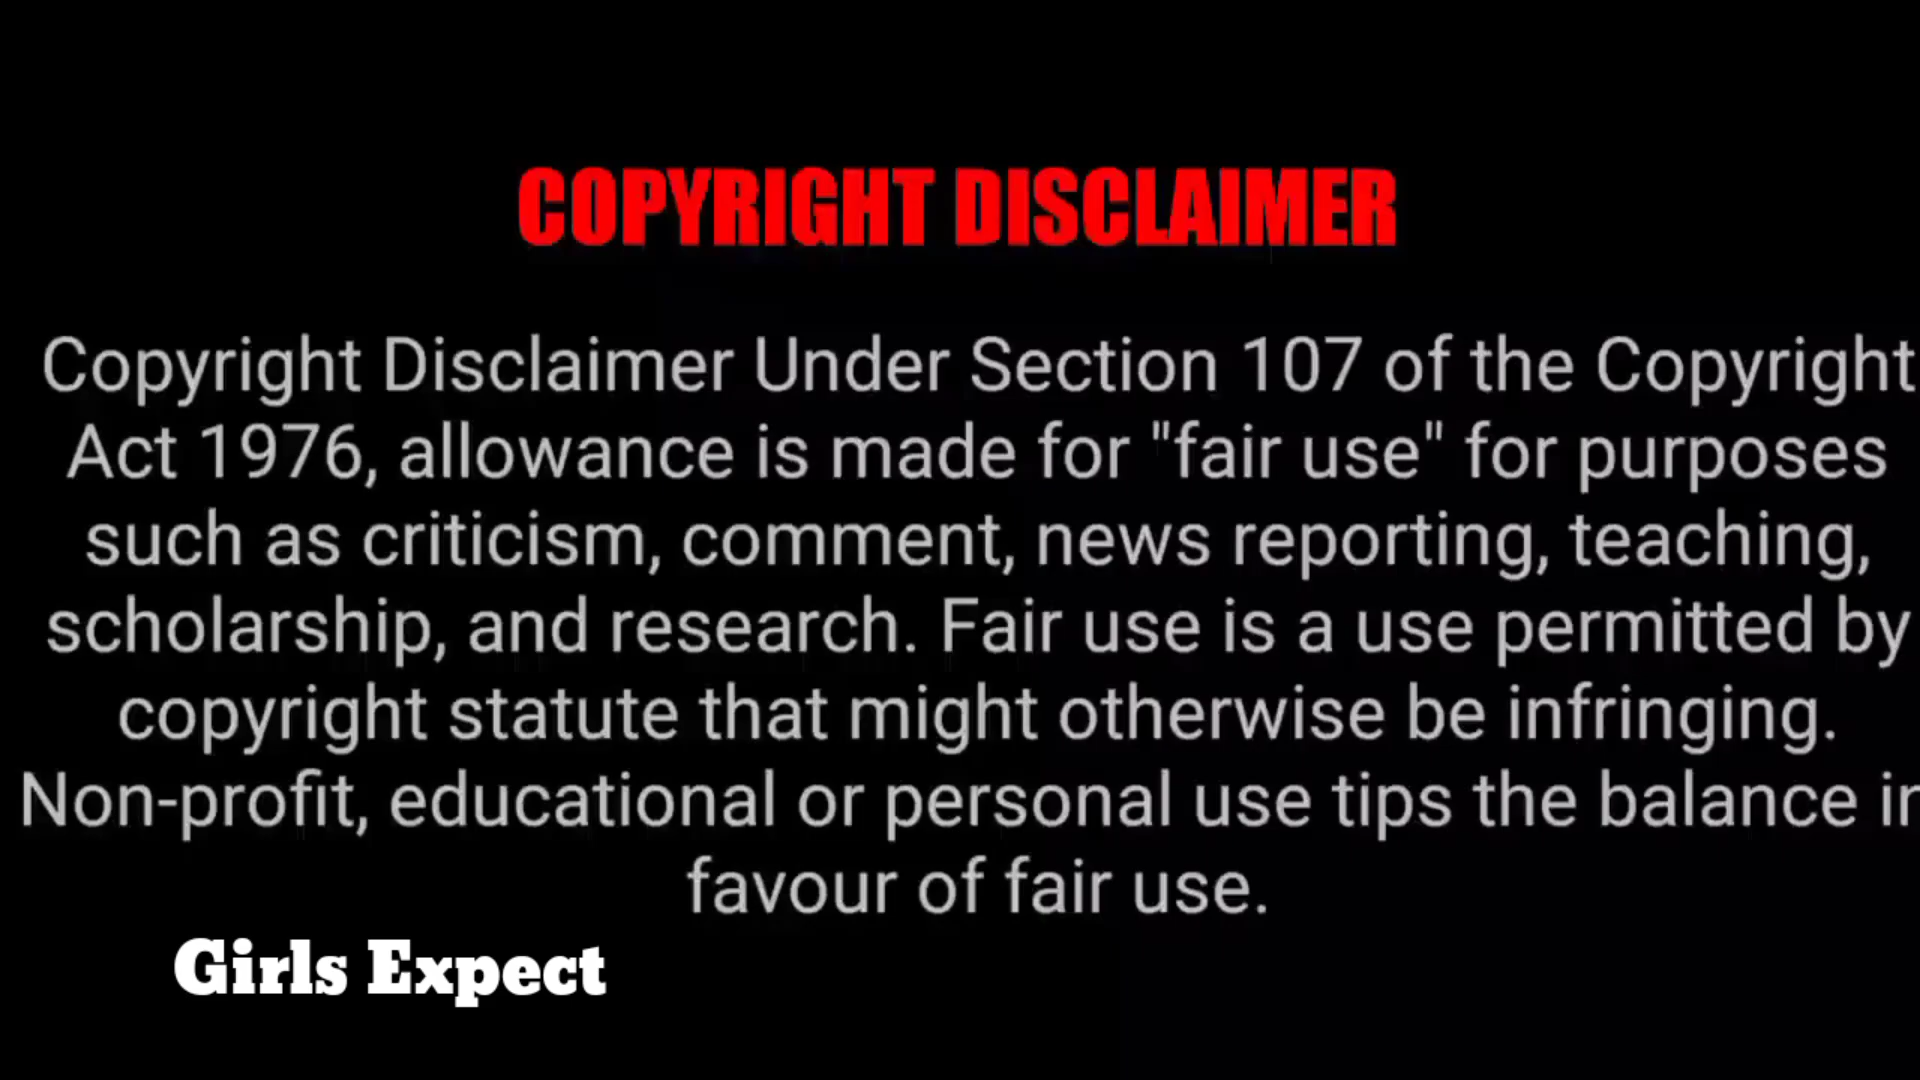 COPYRIGHT DISCLAIMER
Copyright Disclaimer Under Section 107 of the Copyright
Act 1976, allowance is made for "fair use" for purposes
such as criticism, comment, news reporting, teaching,
scholarship, and research. Fair use is a use permitted by
copyright statute that might otherwise be infringing.
Non-profit, educational or personal use tips the balance in
favour of fair use.
Girls Expect